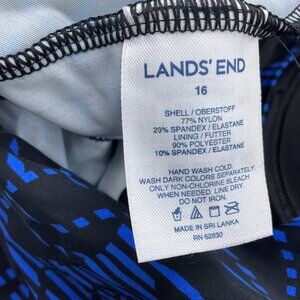 LANDS' END
16
SHELL / OBERSTOFF
77% NYLON
23% SPANDEX / ELASTANE
LINING / FUTTER
90% POLYESTER
10% SPANDEX / ELASTANE
HAND WASH COLD.
WASH DARK COLORS SEPARATELY.
ONLY NON-CHLORINE BLEACH
WHEN NEEDED. LINE DRY.
DO NOT IRON.
MADE IN SRI LANKA
RN 62830